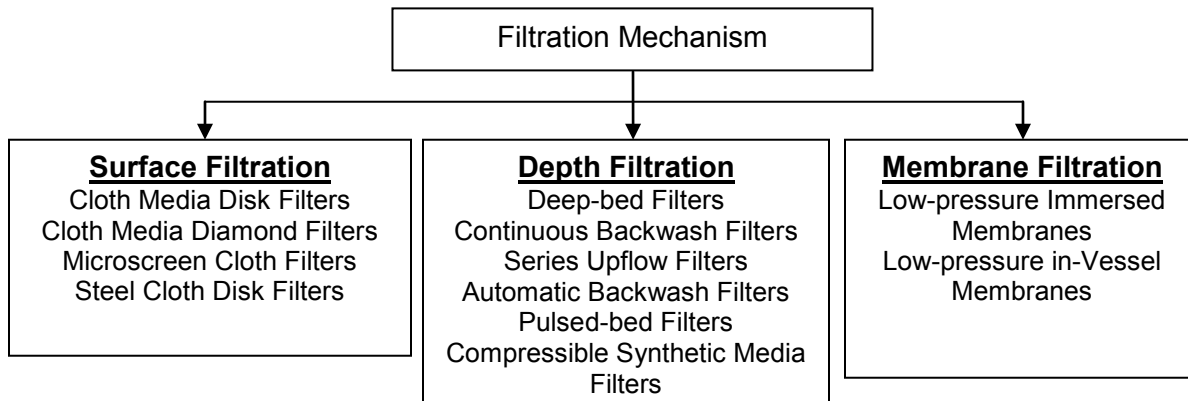 Filtration Mechanism
Surface Filtration
Cloth Media Disk Filters
Cloth Media Diamond Filters
Microscreen Cloth Filters
Steel Cloth Disk Filters
Depth Filtration
Deep-bed Filters
Continuous Backwash Filters
Series Upflow Filters
Automatic Backwash Filters
Pulsed-bed Filters
Compressible Synthetic Media
Filters
Membrane Filtration
Low-pressure Immersed
Membranes
Low-pressure in-Vessel
Membranes